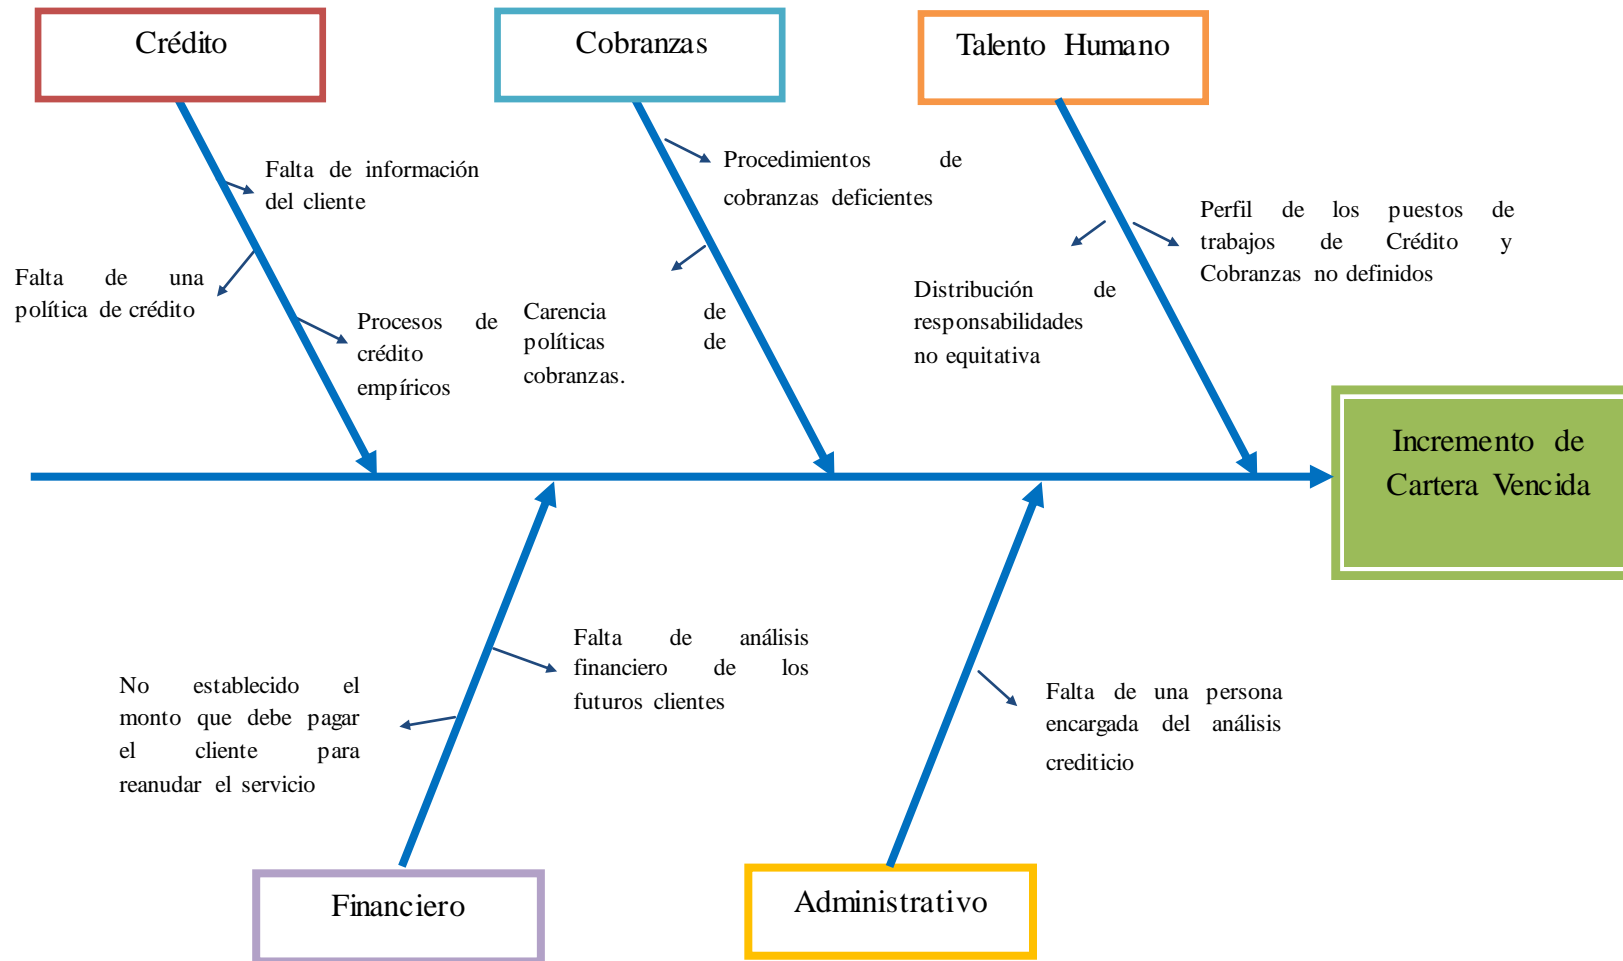 Crédito
Cobranzas
Talento Humano
Falta de información
del cliente
Falta de una
política de crédito
Procesos de
crédito
empíricos
Procedimientos de
cobranzas deficientes
Carencia de
políticas de
cobranzas.
Perfil de los puestos de
trabajos de Crédito y
Cobranzas no definidos
Distribución de
responsabilidades
no equitativa
Incremento de
Cartera Vencida
No establecido el
monto que debe pagar
el cliente para
reanudar el servicio
Falta de análisis
financiero de los
futuros clientes
Falta de una persona
encargada del análisis
crediticio
Financiero
Administrativo